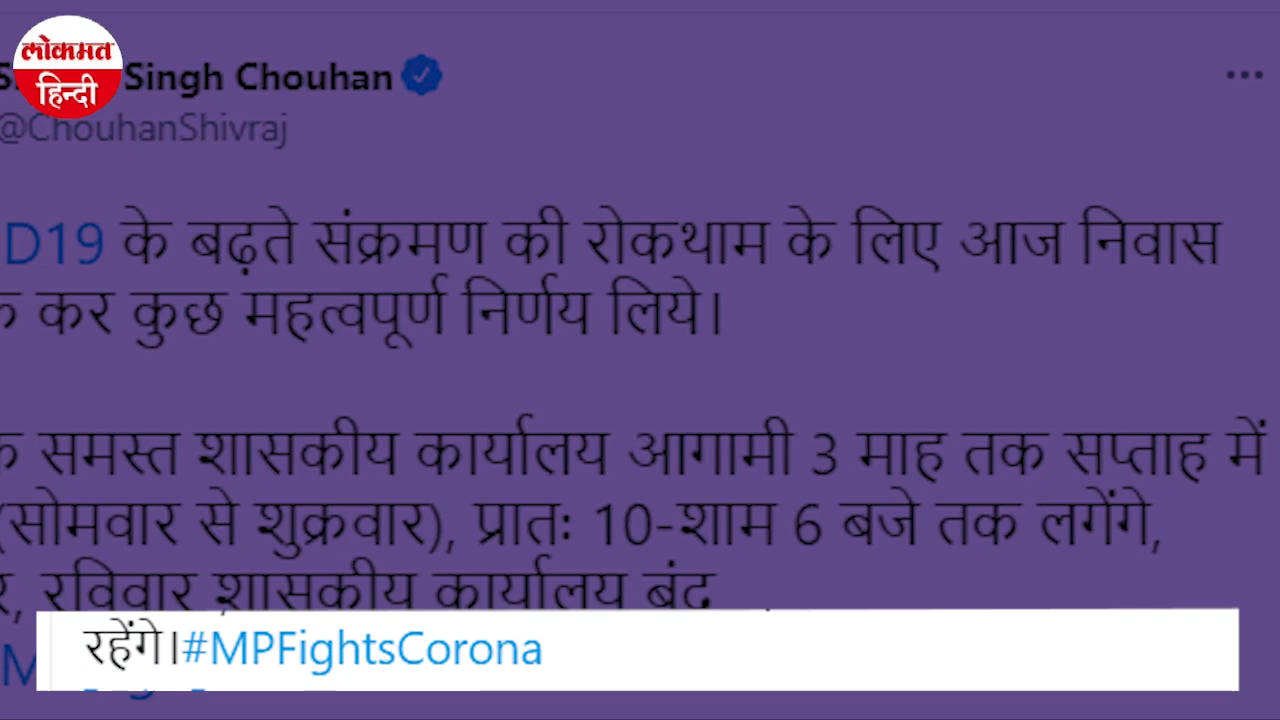 लोकमत
हिन्दी
Singh Chouhan
@ChouhanShivraj
D19 के बढ़ते संक्रमण की रोकथाम के लिए आज निवास
कर कुछ महत्वपूर्ण निर्णय लिये।
समस्त शासकीय कार्यालय आगामी 3 माह तक सप्ताह में
(सोमवार से शुक्रवार), प्रातः 10-शाम 6 बजे तक लगेंगे,
रविवार शासकीय कार्यालय बंद
रहेंगे।#MPFightsCorona